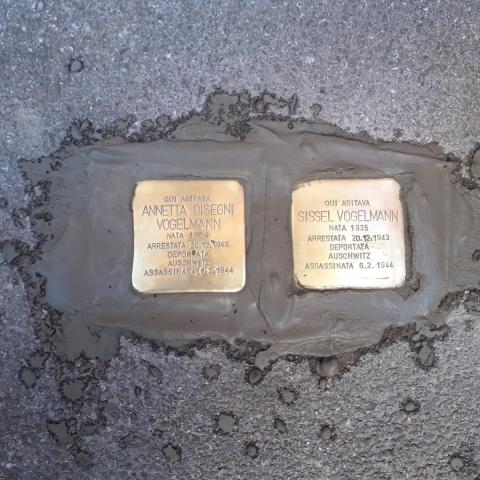 QUI ABITAVA
ANNETTA DISEGNI
VOGELMANN
NATA 1904
ARRESTATA 20.12.1943
DEPORTATA
AUSCHWITZ
ASSASSINATA 6.2.1944
QUI ABITAVA
SISSEL VOGELMANN
NATA 1935
ARRESTATA 20.12.1943
DEPORTATA
AUSCHWITZ
ASSASSINATA 6.2.1944